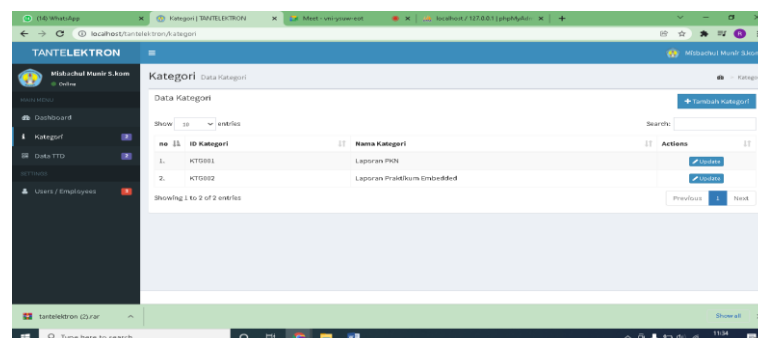 (14) WhatsApp
Kategori | TANTELEKTRON
localhost / 127.0.0.1 | phpMyAdmin
localhost/tantelektron/kategori
TANTELEKTRON
Misbachul Munir S.kom
Misbachul Munir S.kom
Online
Kategori Data Kategori
Kategori
MAIN MENU
Dashboard
Kategori
Data TTD
SETTINGS
Users / Employees
Data Kategori
Tambah Kategori
Show 10 entries
Search:
no ID Kategori Nama Kategori Actions
1. KTG001 Laporan PKN Update
2. KTG002 Laporan Praktikum Embedded Update
Showing 1 to 2 of 2 entries
Previous 1 Next
tantelektron (2).rar
Show all
Type here to search
11:34